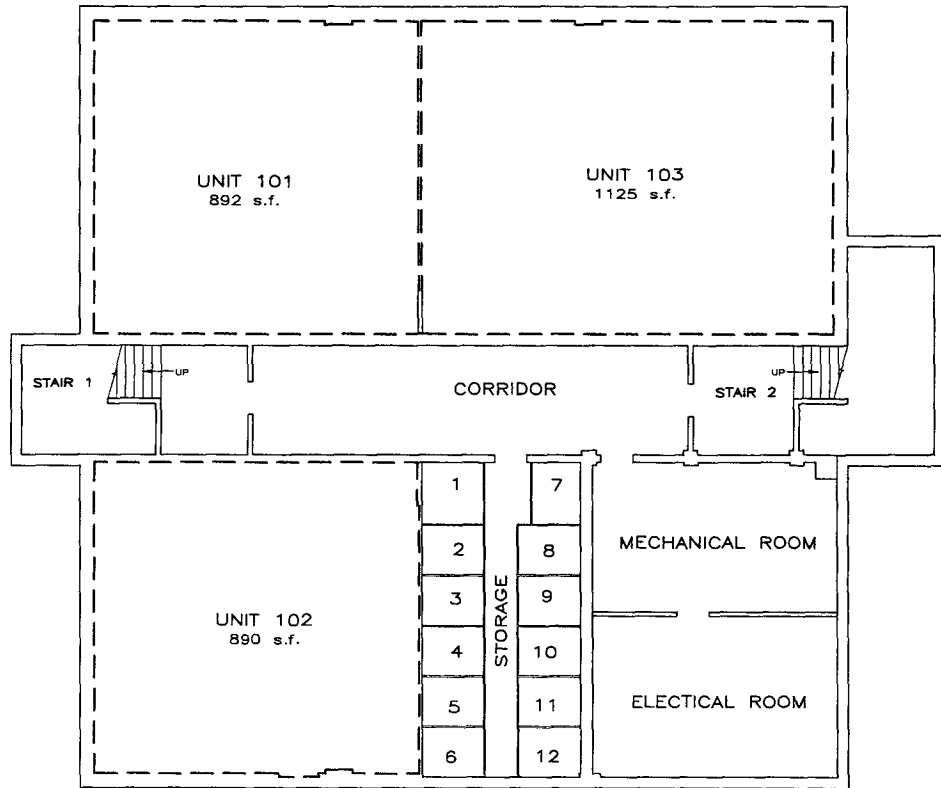 UNIT 101
892 s.f.
UNIT 103
1125 s.f.
STAIR 1
UP
CORRIDOR
UP
STAIR 2
1
7
2
8
MECHANICAL ROOM
3
9
STORAGE
UNIT 102
890 s.f.
4
10
5
11
ELECTICAL ROOM
6
12